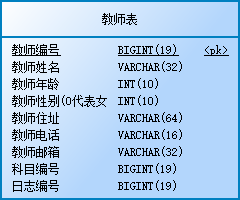 教师表
教师编号 BIGINT(19) <pk>
教师姓名 VARCHAR(32)
教师年龄 INT(10)
教师性别(0代表女 INT(10)
教师住址 VARCHAR(64)
教师电话 VARCHAR(16)
教师邮箱 VARCHAR(32)
科目编号 BIGINT(19)
日志编号 BIGINT(19)